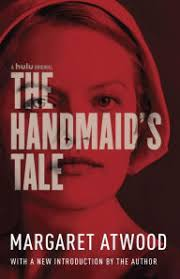 A hulu ORIGINAL
THE
HANDMAID'S
TALE
MARGARET ATWOOD
WITH A NEW INTRODUCTION BY THE AUTHOR